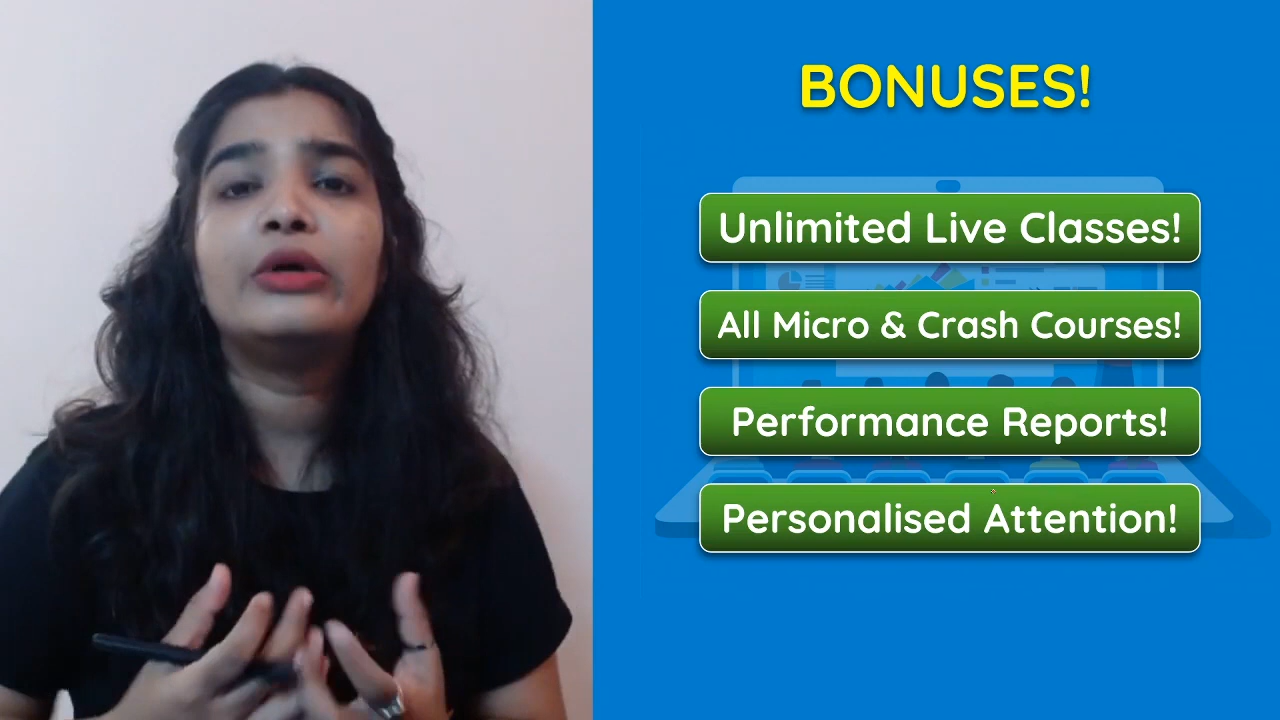 BONUSES!
Unlimited Live Classes!
All Micro & Crash Courses!
Performance Reports!
Personalised Attention!